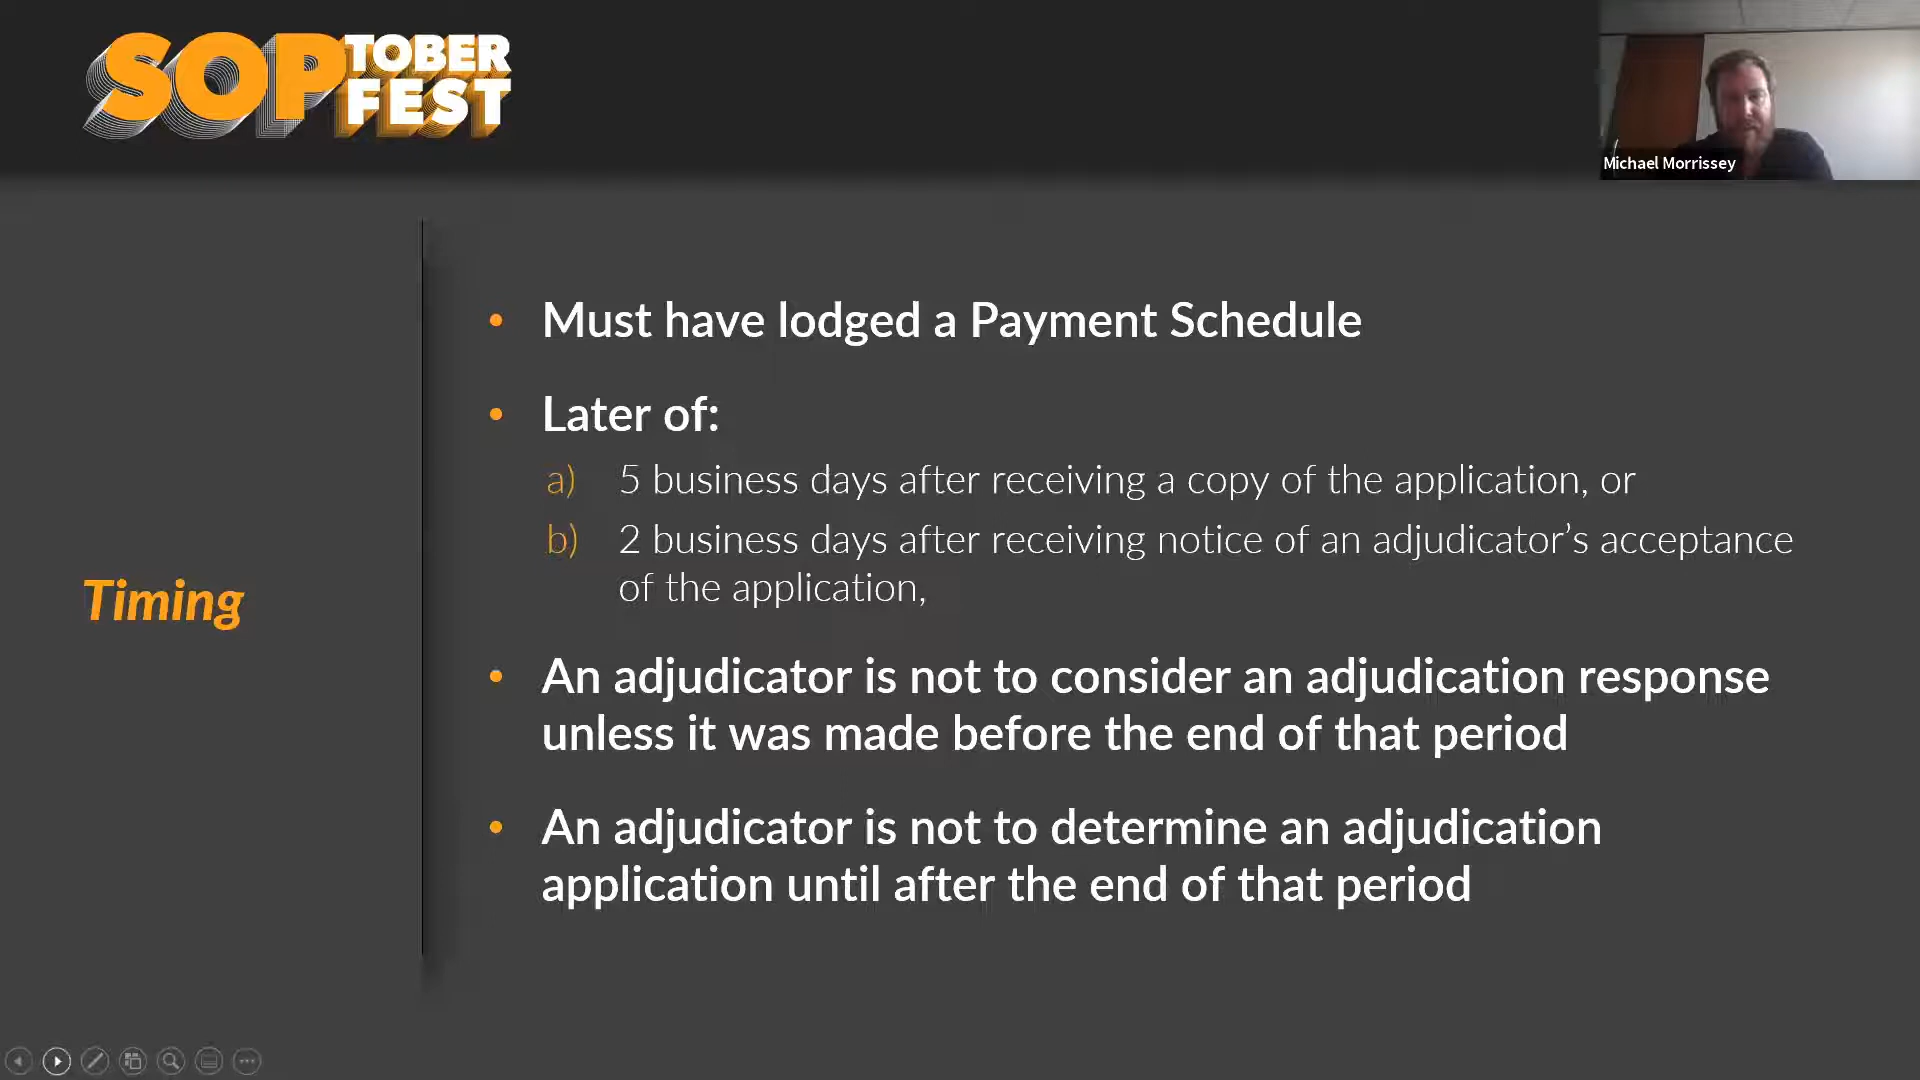 SOPTOBER
FEST
Michael Morrissey
Timing
• Must have lodged a Payment Schedule
• Later of:
a) 5 business days after receiving a copy of the application, or
b) 2 business days after receiving notice of an adjudicator’s acceptance
of the application,
• An adjudicator is not to consider an adjudication response
unless it was made before the end of that period
• An adjudicator is not to determine an adjudication
application until after the end of that period